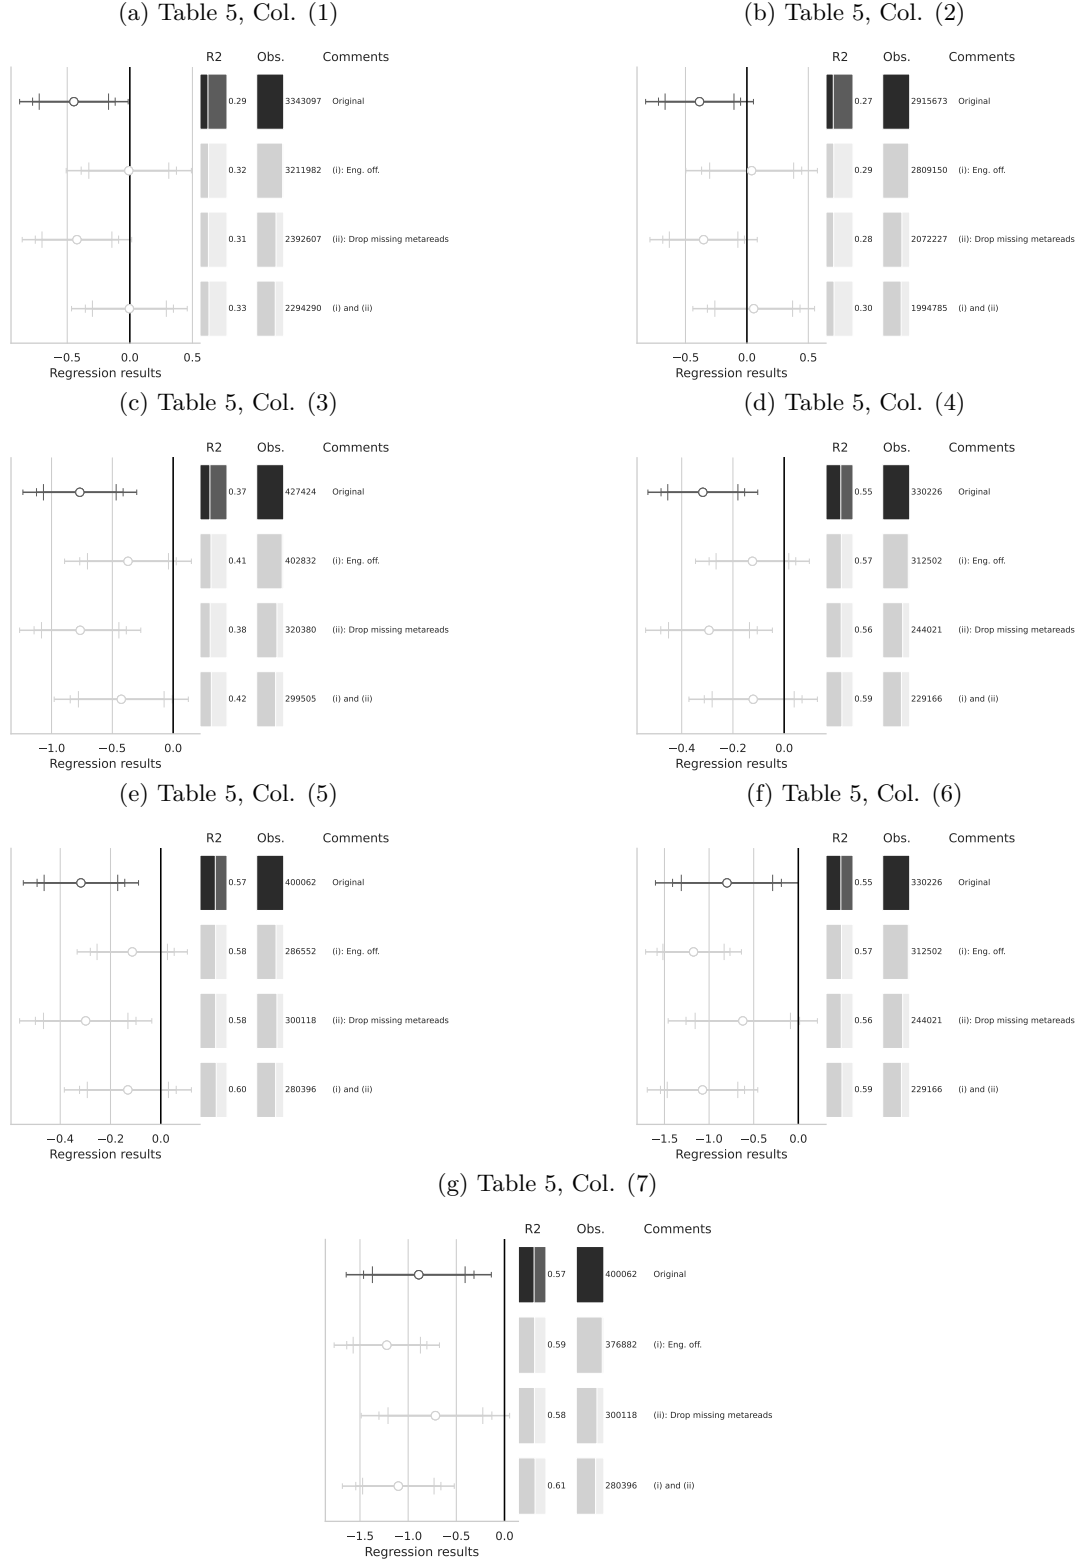 (a) Table 5, Col. (1)
R2 Obs. Comments
0.29 3343097 Original
0.32 3211982 (i): Eng. off.
0.31 2392607 (ii): Drop missing metareads
0.33 2294290 (i) and (ii)
−0.5 0.0 0.5
Regression results
(b) Table 5, Col. (2)
R2 Obs. Comments
0.27 2915673 Original
0.29 2809150 (i): Eng. off.
0.28 2072227 (ii): Drop missing metareads
0.30 1994785 (i) and (ii)
−0.5 0.0 0.5
Regression results
(c) Table 5, Col. (3)
R2 Obs. Comments
0.37 427424 Original
0.41 402832 (i): Eng. off.
0.38 320380 (ii): Drop missing metareads
0.42 299505 (i) and (ii)
−1.0 −0.5 0.0
Regression results
(d) Table 5, Col. (4)
R2 Obs. Comments
0.55 330226 Original
0.57 312502 (i): Eng. off.
0.56 244021 (ii): Drop missing metareads
0.59 229166 (i) and (ii)
−0.4 −0.2 0.0
Regression results
(e) Table 5, Col. (5)
R2 Obs. Comments
0.57 400062 Original
0.58 286552 (i): Eng. off.
0.58 300118 (ii): Drop missing metareads
0.60 280396 (i) and (ii)
−0.4 −0.2 0.0
Regression results
(f) Table 5, Col. (6)
R2 Obs. Comments
0.55 330226 Original
0.57 312502 (i): Eng. off.
0.56 244021 (ii): Drop missing metareads
0.59 229166 (i) and (ii)
−1.5 −1.0 −0.5 0.0
Regression results
(g) Table 5, Col. (7)
R2 Obs. Comments
0.57 400062 Original
0.59 376882 (i): Eng. off.
0.58 300118 (ii): Drop missing metareads
0.61 280396 (i) and (ii)
−1.5 −1.0 −0.5 0.0
Regression results